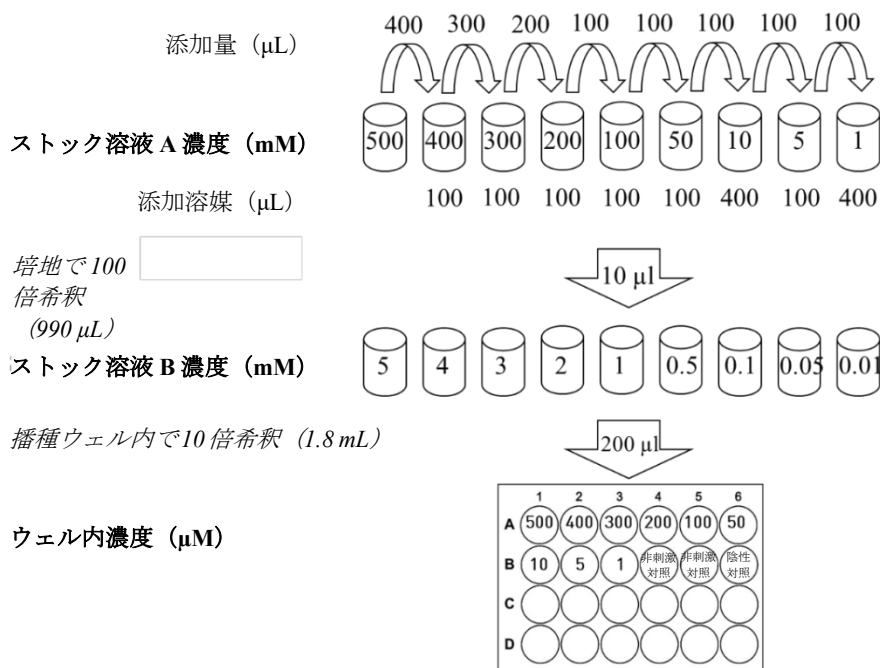 400 300 200 100 100 100 100 100
添加量（μL）
ストック溶液 A 濃度（mM） 500 400 300 200 100 50 10 5 1
添加溶媒（μL） 100 100 100 100 100 400 100 400
培地で 100
倍希釈
（990 μL）
10 μl
ストック溶液 B 濃度（mM） 5 4 3 2 1 0.5 0.1 0.05 0.01
播種ウェル内で10 倍希釈（1.8 mL）
200 μl
1 2 3 4 5 6
ウェル内濃度（μM）
A 500 400 300 200 100 50
B 10 5 1 非刺激対照 非刺激対照 陰性対照
C
D